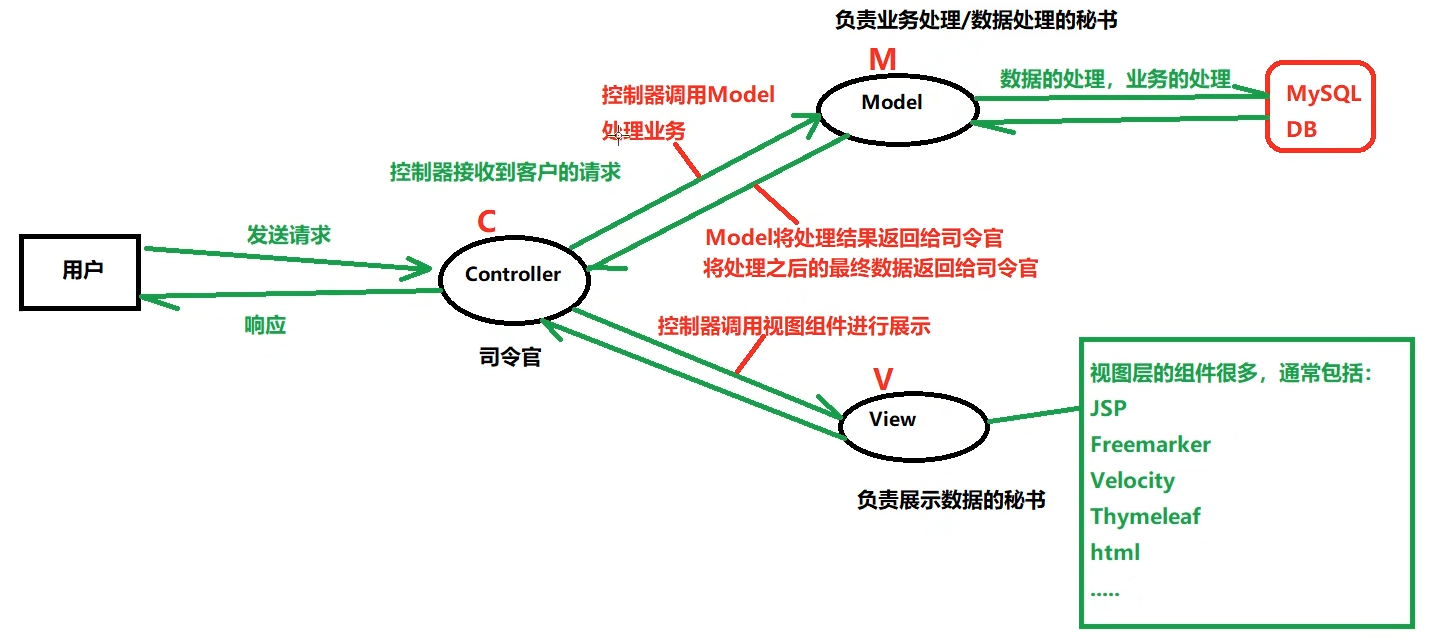 负责业务处理/数据处理的秘书
M
Model
数据的处理，业务的处理
MySQL
DB
控制器调用Model
处理业务
控制器接收到客户的请求
C
Controller
司令官
发送请求
用户
响应
Model将处理结果返回给司令官
将处理之后的最终数据返回给司令官
控制器调用视图组件进行展示
V
View
负责展示数据的秘书
视图层的组件很多，通常包括：
JSP
Freemarker
Velocity
Thymeleaf
html
.....